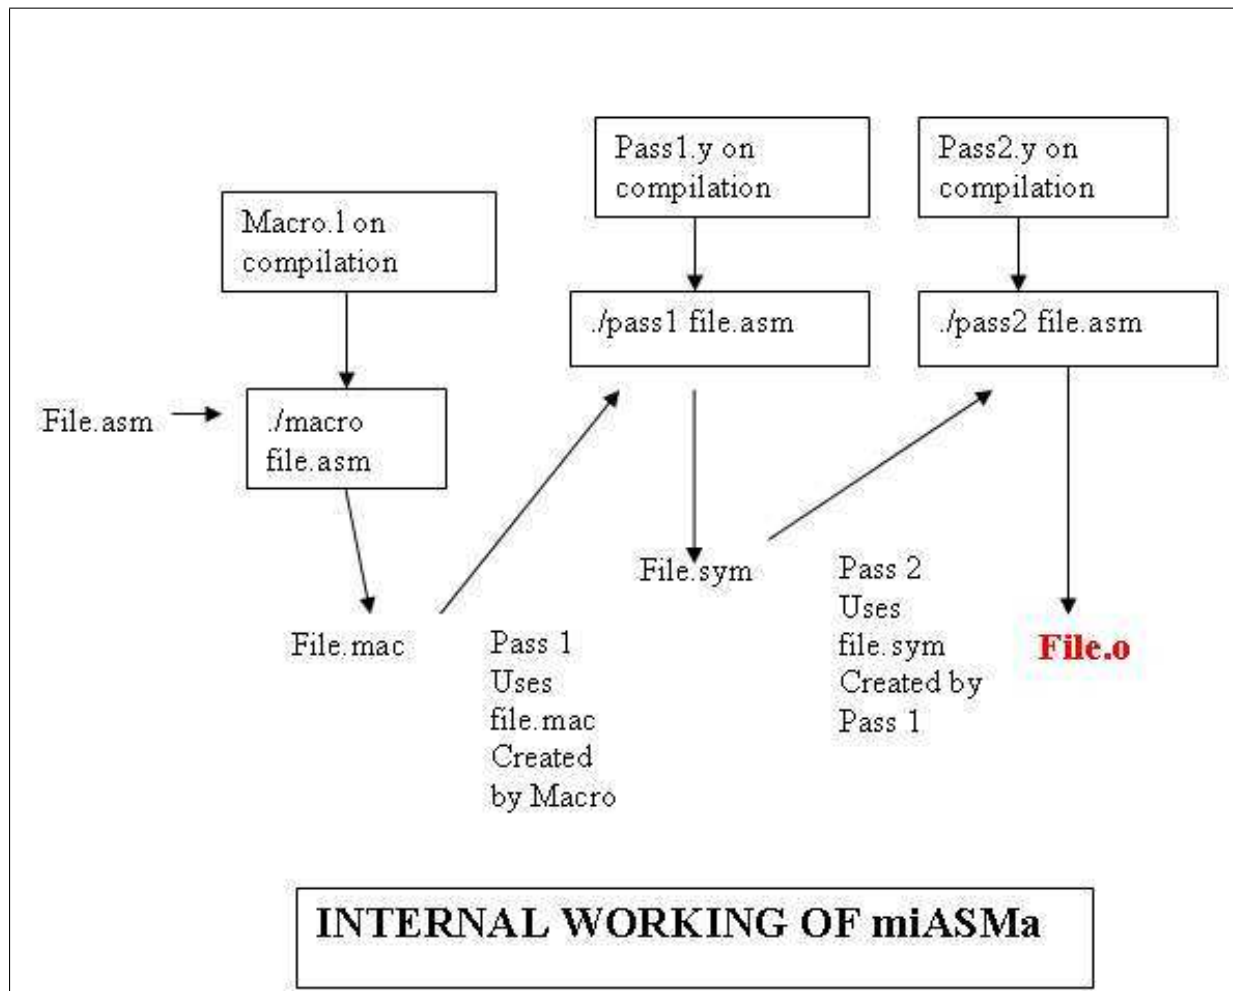 Pass1.y on
compilation
Pass2.y on
compilation
Macro.l on
compilation
./pass1 file.asm
./pass2 file.asm
File.asm
./macro
file.asm
File.sym
File.mac
Pass 1
Uses
file.mac
Created
by Macro
Pass 2
Uses
file.sym
Created by
Pass 1
File.o
INTERNAL WORKING OF miASMa